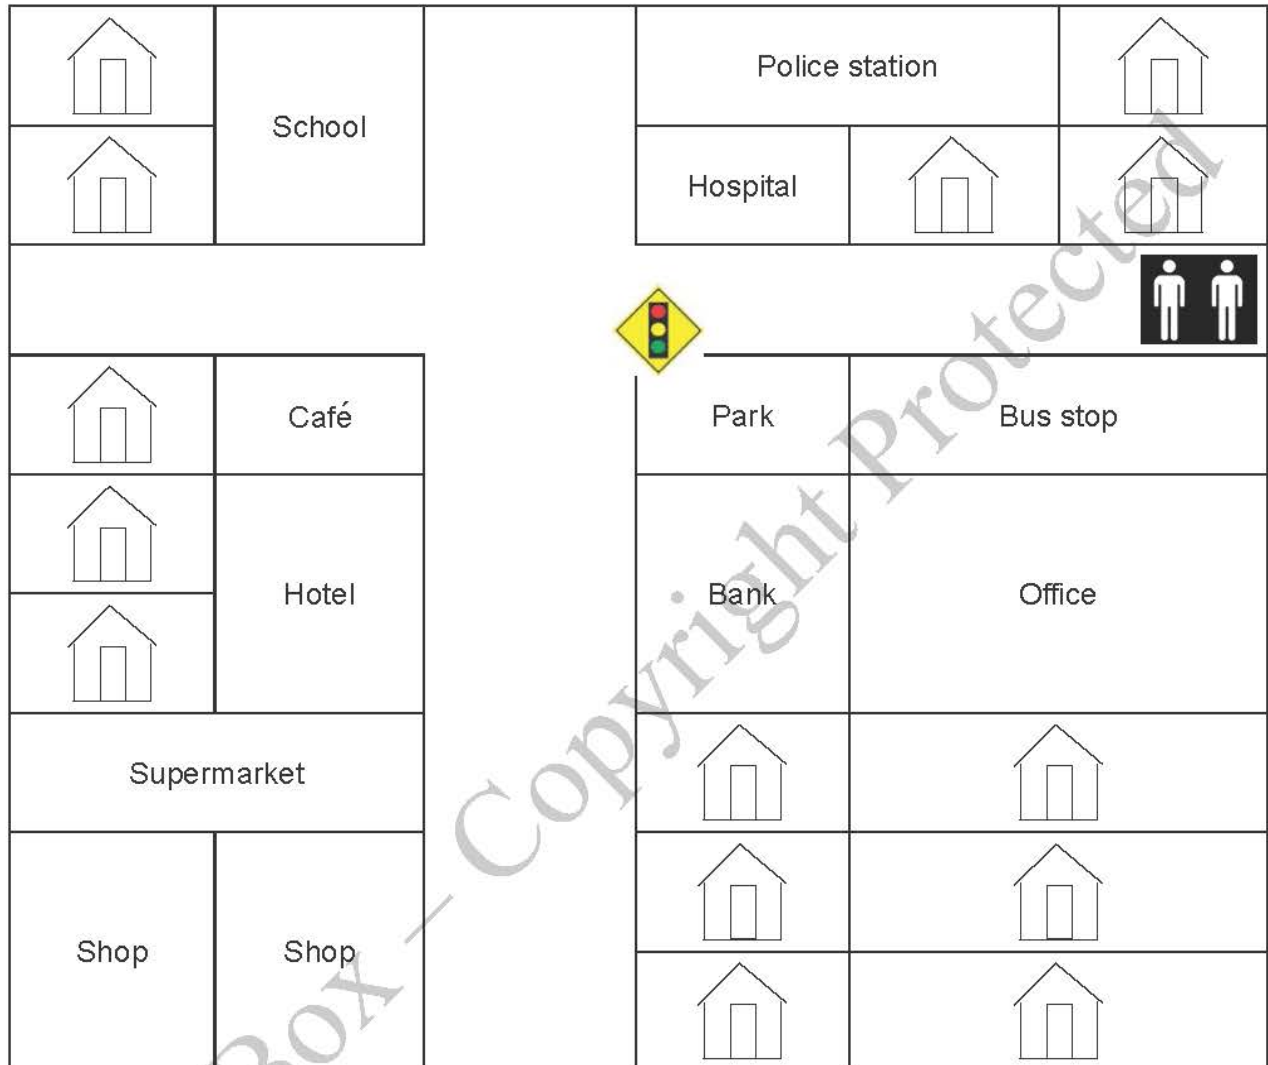 Police station
School
Hospital
Café
Park
Bus stop
Hotel
Bank
Office
Supermarket
Shop
Shop
Box – Copyright Protected